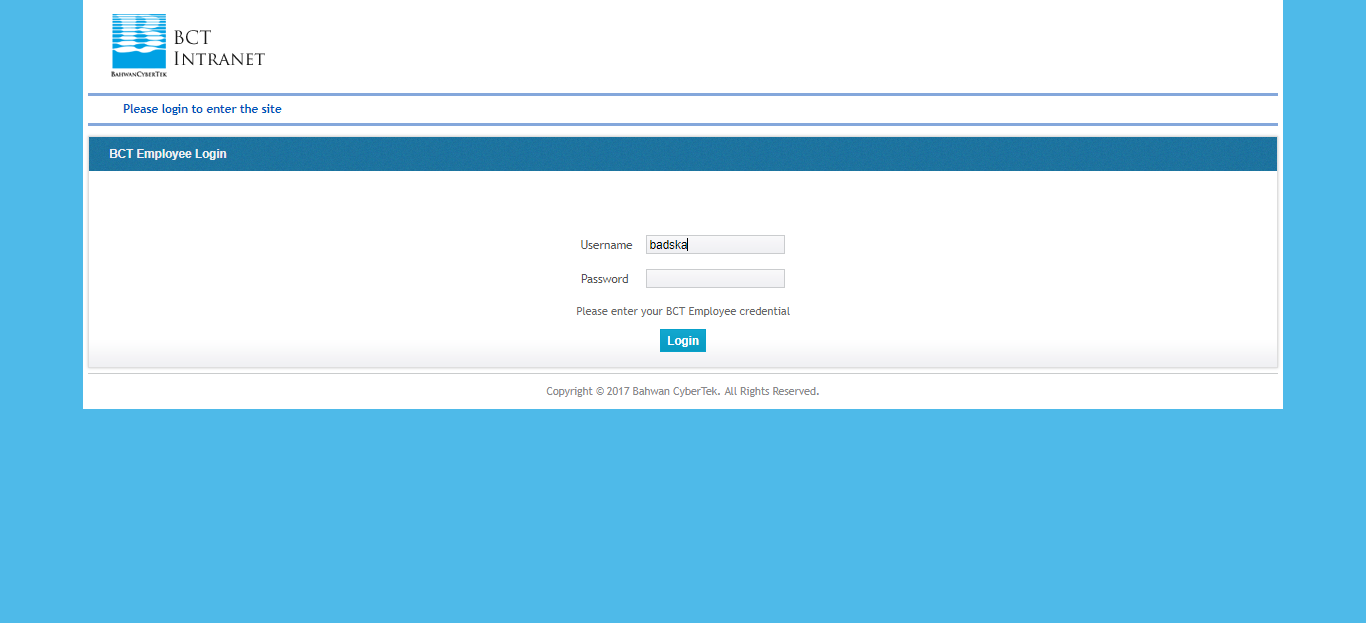 BCT
INTRANET
BAHWANCYBERTEK
Please login to enter the site
BCT Employee Login
Username badska
Password
Please enter your BCT Employee credential
Login
Copyright © 2017 Bahwan CyberTek. All Rights Reserved.